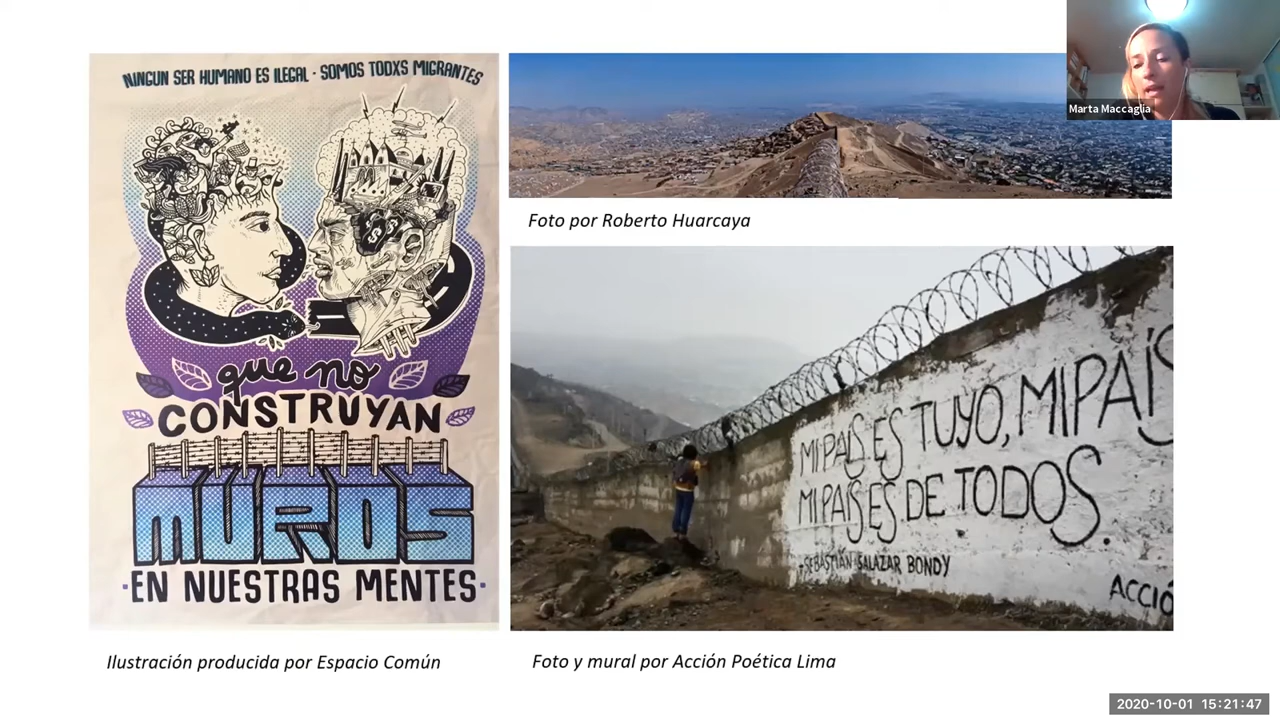 NINGUN SER HUMANO ES ILEGAL · SOMOS TODXS MIGRANTES
que no
CONSTRUYAN
MUROS
·EN NUESTRAS MENTES·
Ilustración producida por Espacio Común
Foto por Roberto Huarcaya
MI PAÍS ES TUYO, MI PAÍS
MI PAÍS ES DE TODOS.
-SEBASTIÁN SALAZAR BONDY
ACCIÓ
Foto y mural por Acción Poética Lima
Marta Maccaglia
2020-10-01 15:21:47